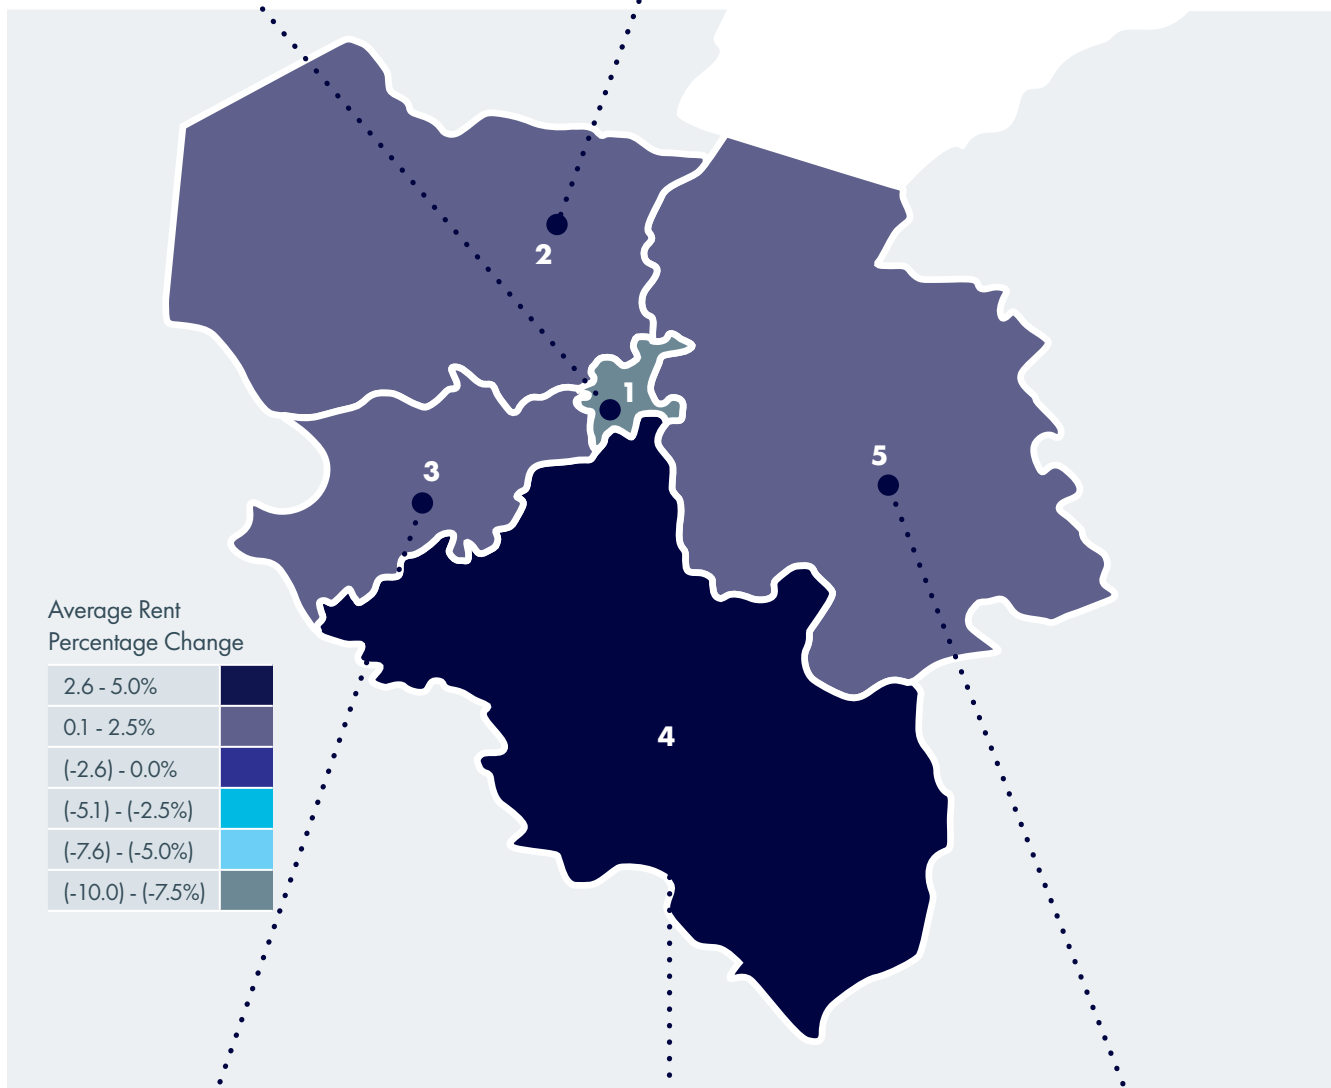 2
1
3
5
4
Average Rent
Percentage Change
2.6 - 5.0%
0.1 - 2.5%
(-2.6) - 0.0%
(-5.1) - (-2.5%)
(-7.6) - (-5.0%)
(-10.0) - (-7.5%)